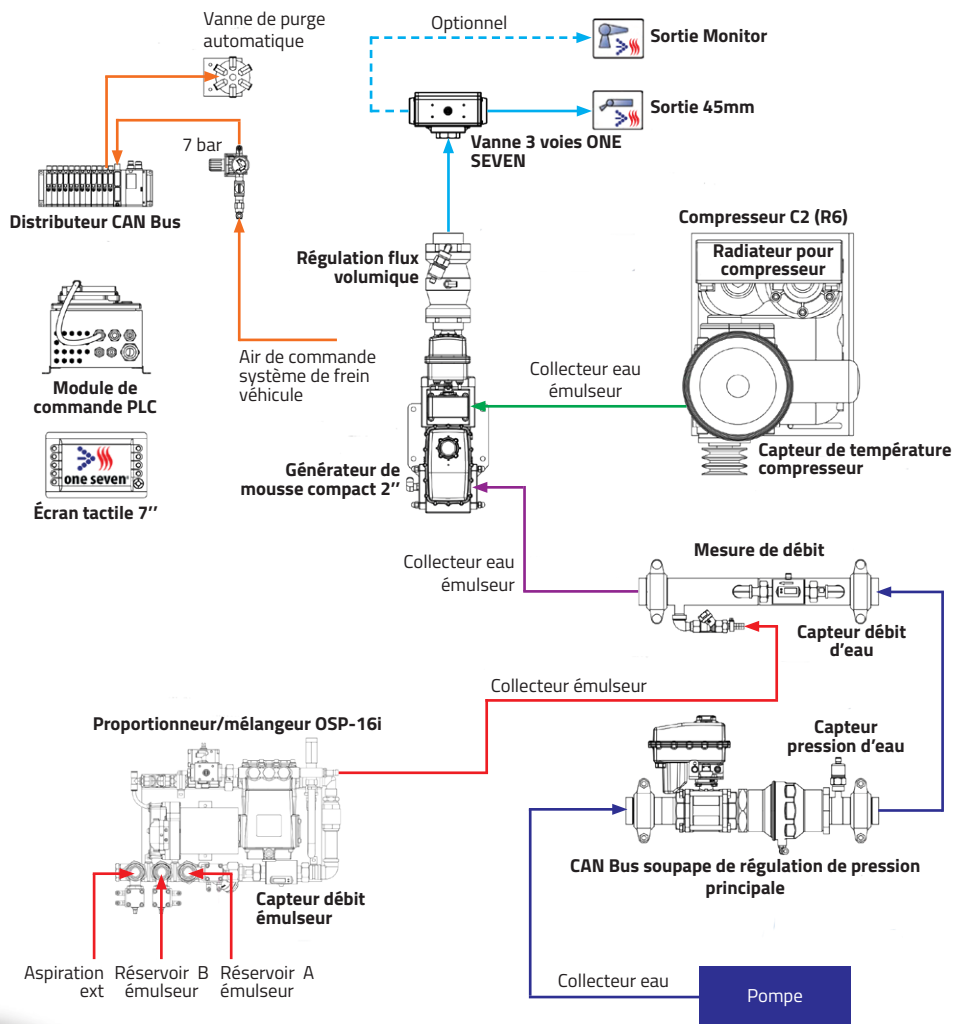 Vanne de purge
automatique
Optionnel
Sortie Monitor
Sortie 45mm
Vanne 3 voies ONE
SEVEN
7 bar
Distributeur CAN Bus
Compresseur C2 (R6)
Radiateur pour
compresseur
Régulation flux
volumique
Air de commande
système de frein
véhicule
Collecteur eau
émulseur
Module de
commande PLC
Capteur de température
compresseur
one seven®
Écran tactile 7’’
Générateur de
mousse compact 2’’
Mesure de débit
Collecteur eau
émulseur
Capteur débit
d’eau
Collecteur émulseur
Proportionneur/mélangeur OSP-16i
Capteur
pression d’eau
CAN Bus soupape de régulation de pression
principale
Capteur débit
émulseur
Aspiration
ext
Réservoir B
émulseur
Réservoir A
émulseur
Collecteur eau
Pompe